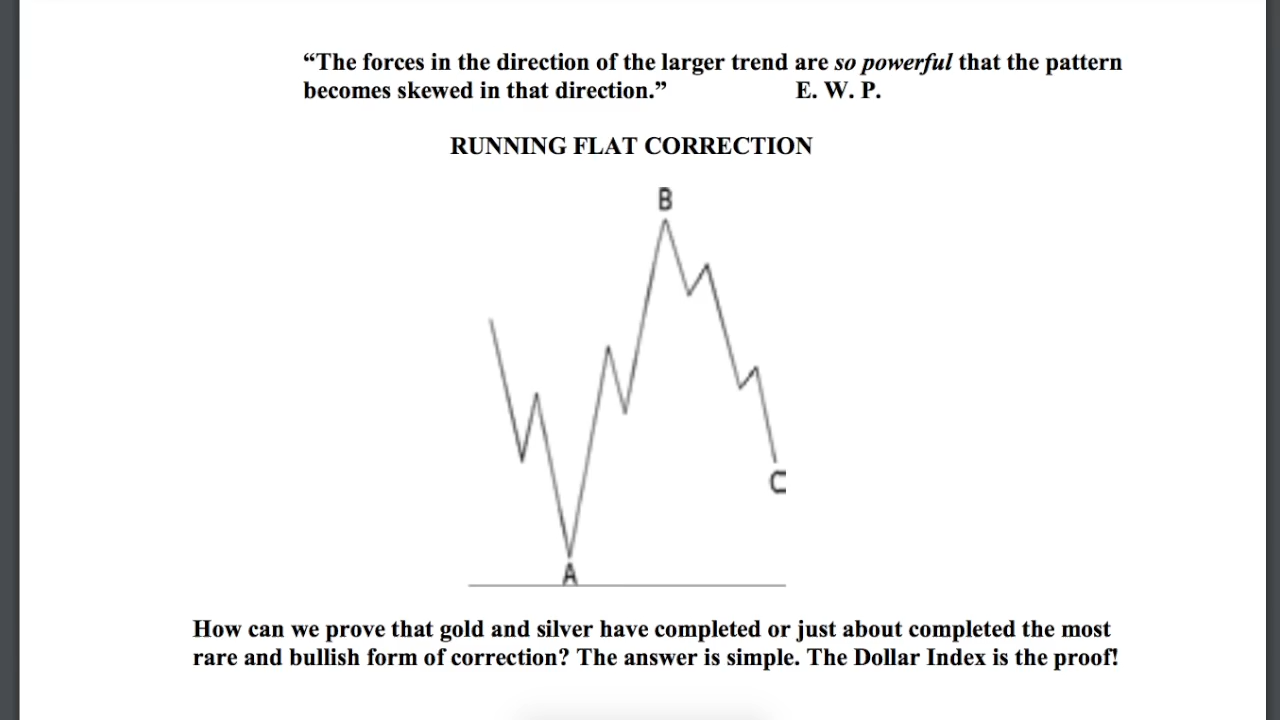 “The forces in the direction of the larger trend are so powerful that the pattern
becomes skewed in that direction.” E. W. P.
RUNNING FLAT CORRECTION
B
C
A
How can we prove that gold and silver have completed or just about completed the most
rare and bullish form of correction? The answer is simple. The Dollar Index is the proof!